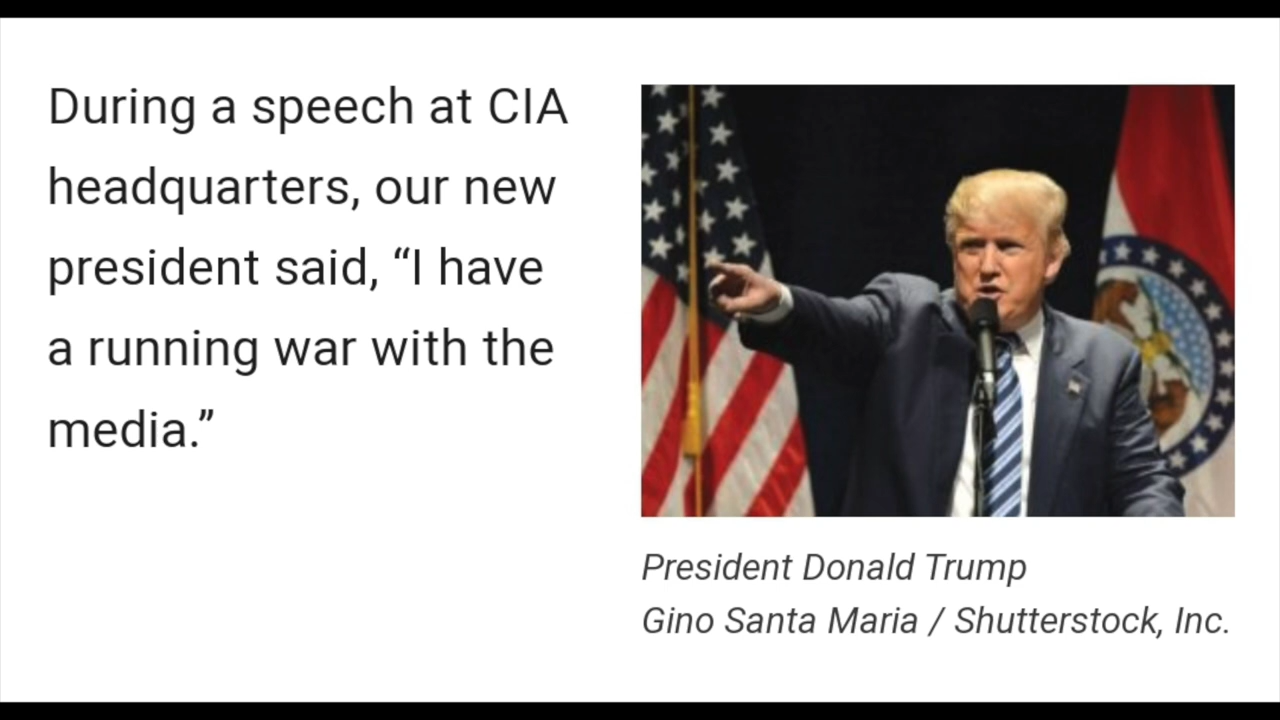 During a speech at CIA
headquarters, our new
president said, “I have
a running war with the
media.”
President Donald Trump
Gino Santa Maria / Shutterstock, Inc.